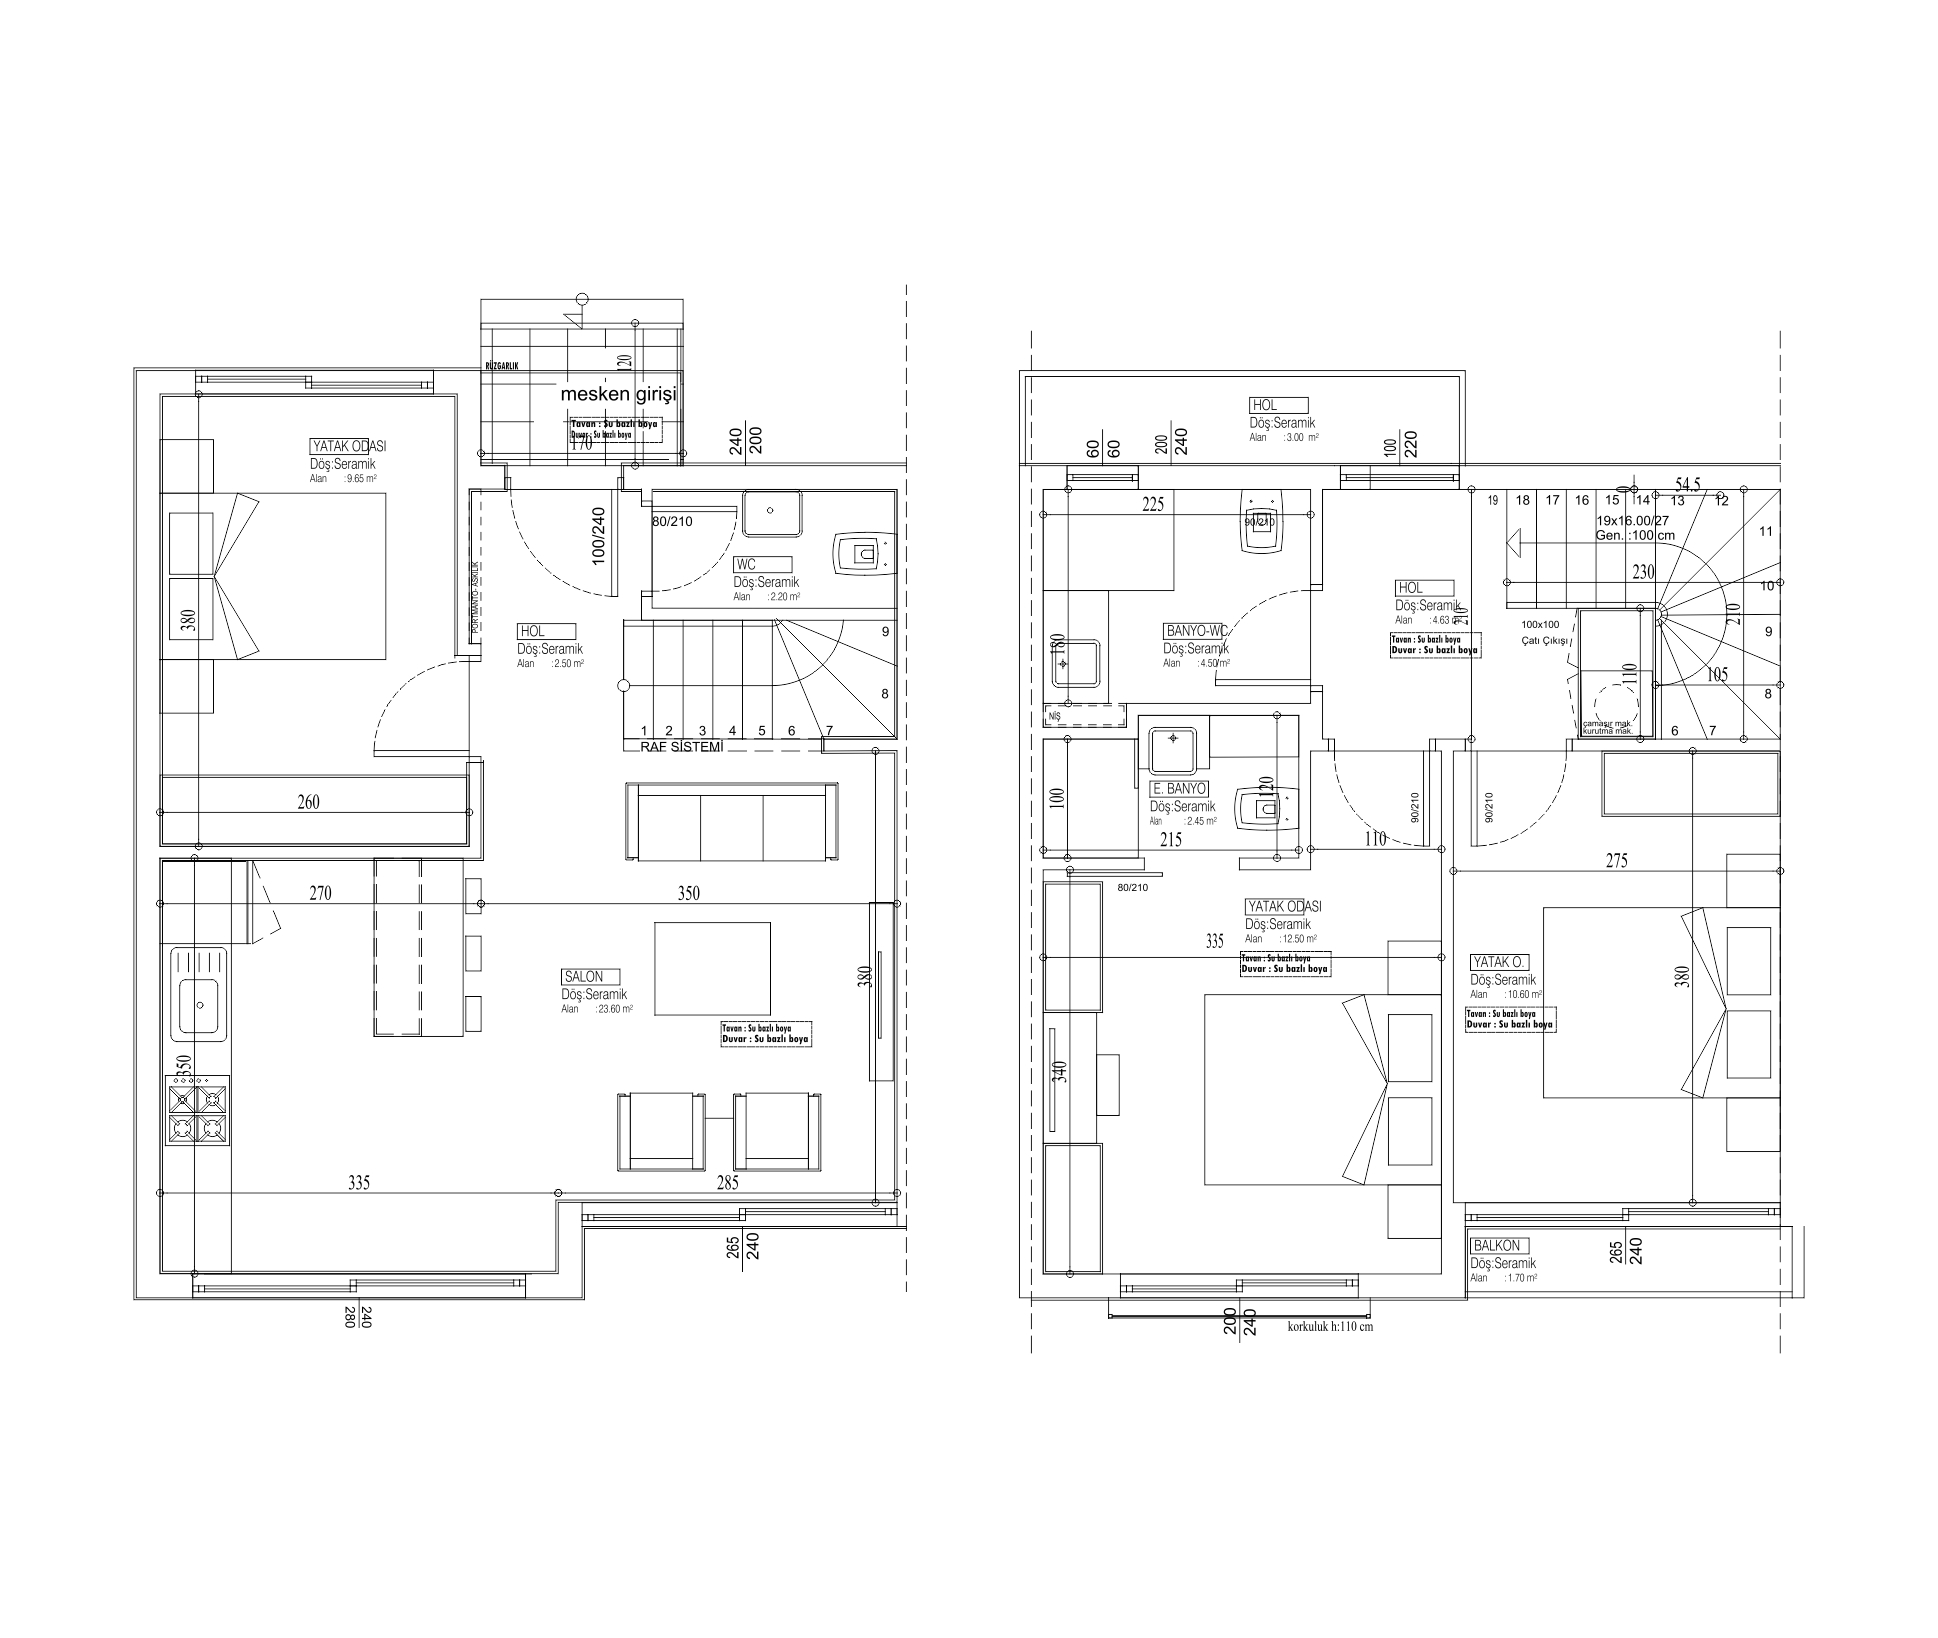 RÜZGARLIK
120
mesken girişi
Tavan : Su bazlı boya
Duvar : Su bazlı boya
170
240
200
YATAK ODASI
Döş:Seramik
Alan : 9.65 m²
380
260
PORTMANTO- ASKILIK
100/240
80/210
WC
Döş:Seramik
Alan : 2.20 m²
HOL
Döş:Seramik
Alan : 2.50 m²
9
8
1 2 3 4 5 6 7
RAF SİSTEMİ
270
350
SALON
Döş:Seramik
Alan : 23.60 m²
Tavan : Su bazlı boya
Duvar : Su bazlı boya
380
350
335
285
265
240
240
280
HOL
Döş:Seramik
Alan : 3.00 m²
60
60
200
240
100
220
225
90/210
180
BANYO-WC
Döş:Seramik
Alan : 4.50 m²
NİŞ
HOL
Döş:Seramik
Alan : 4.63 m²
210
Tavan : Su bazlı boya
Duvar : Su bazlı boya
54.5
19 18 17 16 15 14 13 12
11
10
9
8
7
6
19x16.00/27
Gen. :100 cm
230
210
100x100
Çatı Çıkışı
110
105
çamaşır mak.
kurutma mak.
100
E. BANYO
Döş:Seramik
Alan : 2.45 m²
120
215
110
90/210
90/210
80/210
275
YATAK ODASI
Döş:Seramik
Alan : 12.50 m²
335
Tavan : Su bazlı boya
Duvar : Su bazlı boya
340
YATAK O.
Döş:Seramik
Alan : 10.60 m²
Tavan : Su bazlı boya
Duvar : Su bazlı boya
380
BALKON
Döş:Seramik
Alan : 1.70 m²
265
240
200
240
korkuluk h:110 cm